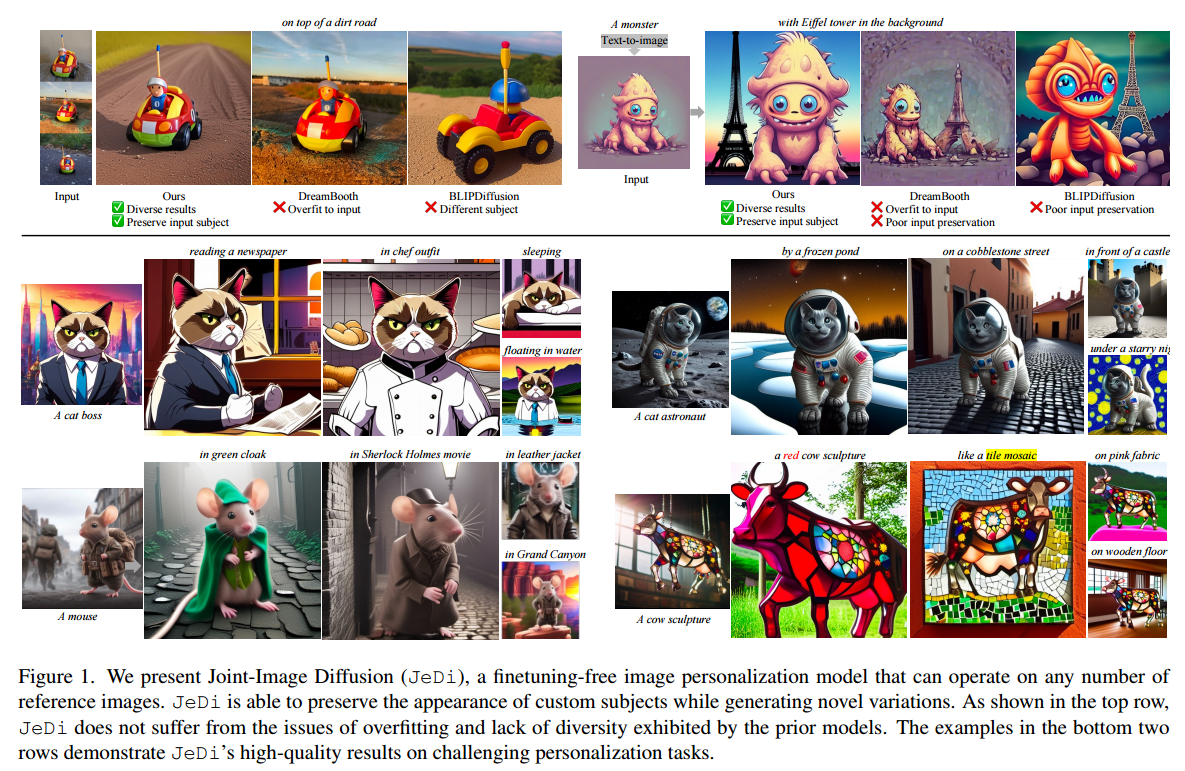 on top of a dirt road
A monster
Text-to-image
with Eiffel tower in the background
Input
Ours
✅ Diverse results
✅ Preserve input subject
DreamBooth
❌ Overfit to input
BLIPDiffusion
❌ Different subject
Input
Ours
✅ Diverse results
✅ Preserve input subject
DreamBooth
❌ Overfit to input
❌ Poor input preservation
BLIPDiffusion
❌ Poor input preservation
reading a newspaper
in chef outfit
sleeping
floating in water
A cat boss
by a frozen pond
on a cobblestone street
in front of a castle
under a starry nig
A cat astronaut
in green cloak
in Sherlock Holmes movie
in leather jacket
in Grand Canyon
A mouse
a red cow sculpture
like a tile mosaic
on pink fabric
on wooden floor
A cow sculpture
Figure 1. We present Joint-Image Diffusion (JeDi), a finetuning-free image personalization model that can operate on any number of
reference images. JeDi is able to preserve the appearance of custom subjects while generating novel variations. As shown in the top row,
JeDi does not suffer from the issues of overfitting and lack of diversity exhibited by the prior models. The examples in the bottom two
rows demonstrate JeDi's high-quality results on challenging personalization tasks.